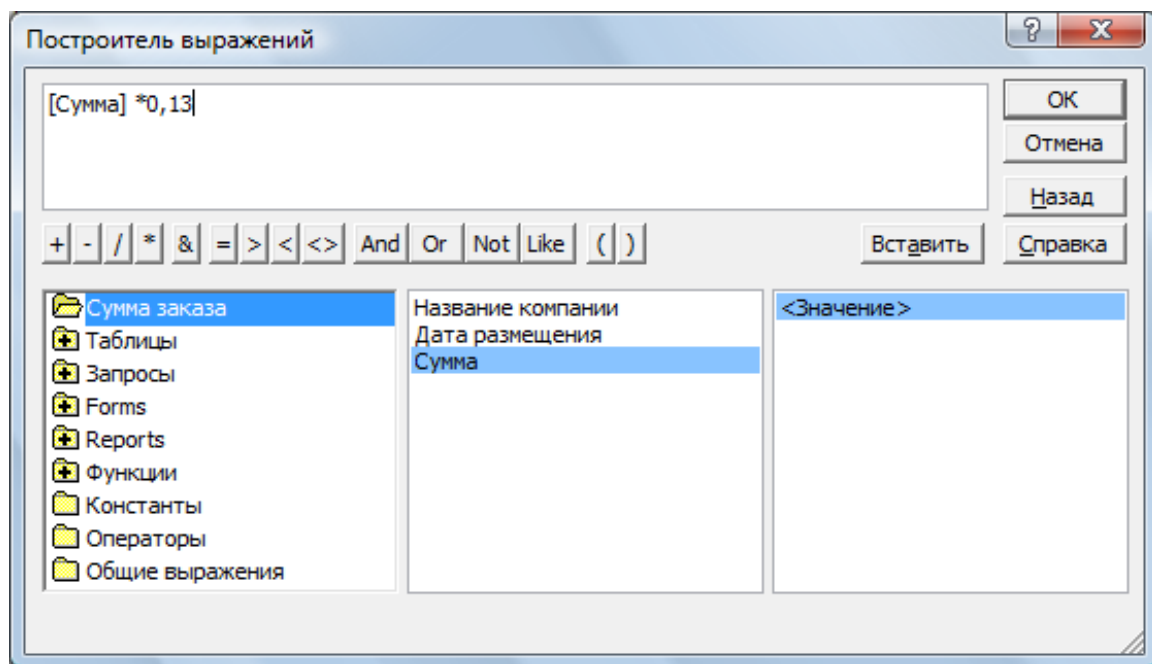 Построитель выражений
? X
[Сумма] *0,13
ОК
Отмена
Назад
+ - / * & = > < <> And Or Not Like ( ) Вставить Справка
Сумма заказа
Таблицы
Запросы
Forms
Reports
Функции
Константы
Операторы
Общие выражения
Название компании
Дата размещения
Сумма
<Значение>